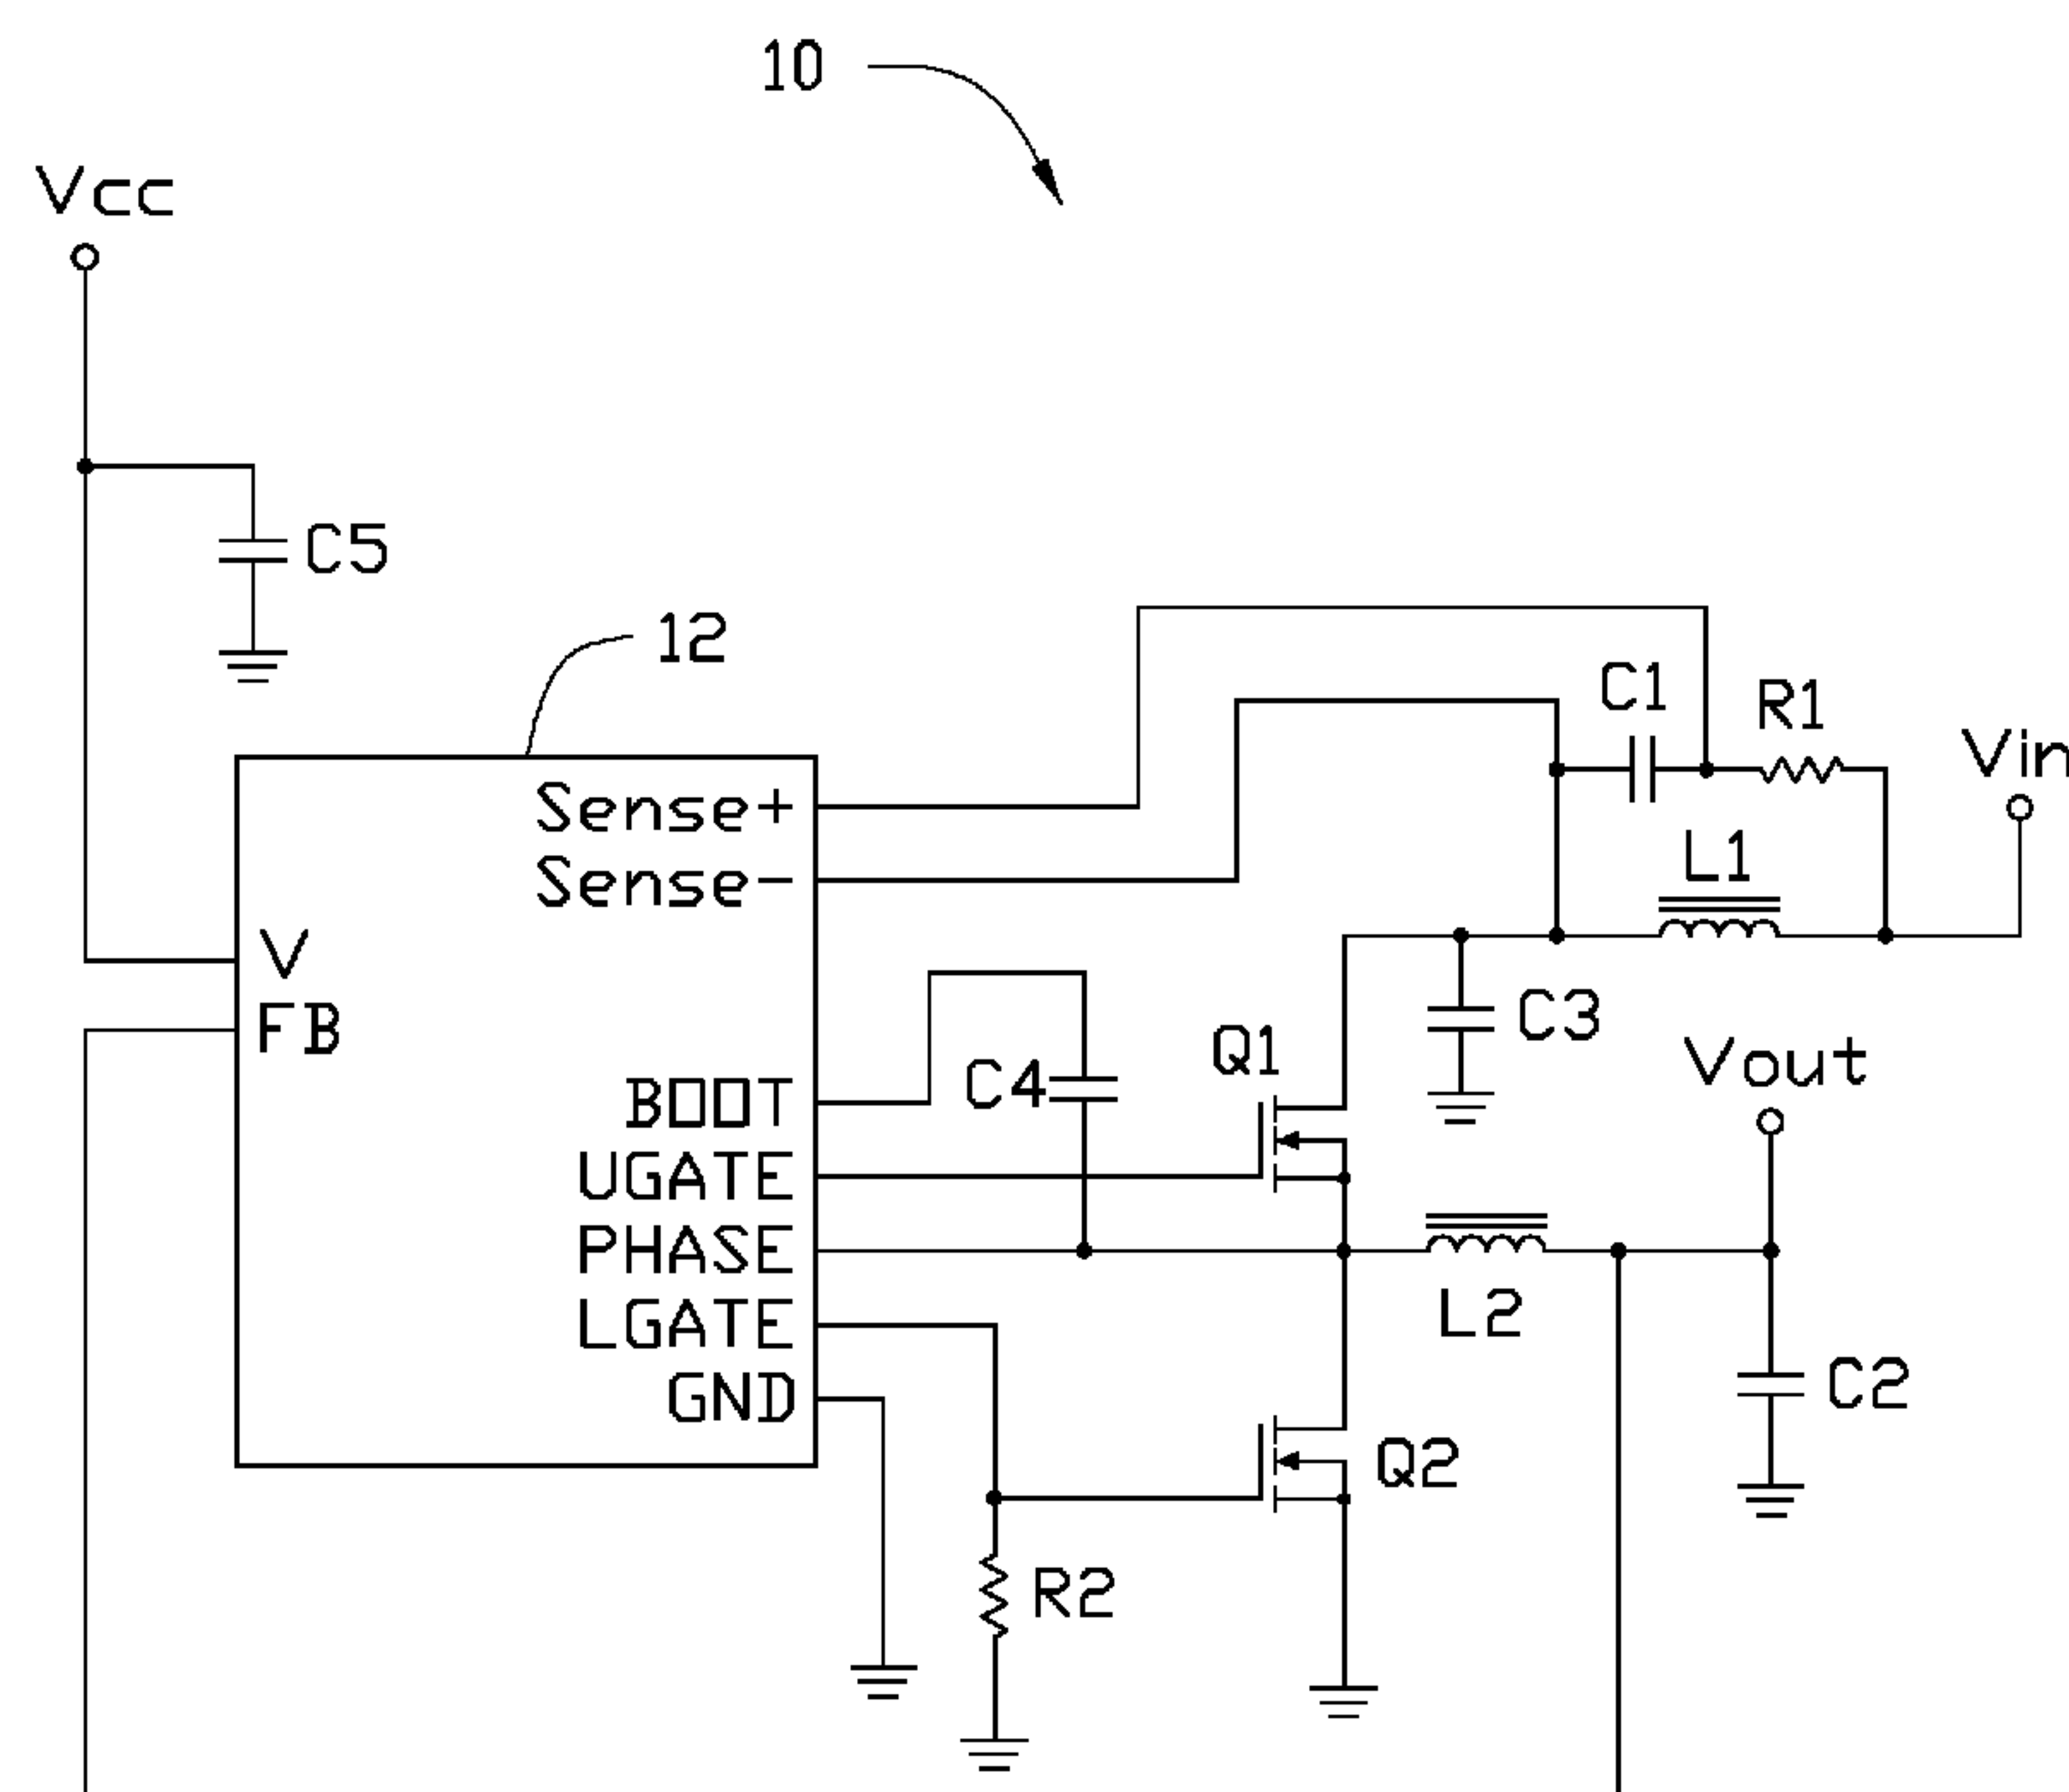 10
Vcc
C5
12
C1
R1
Vin
Sense+
Sense-
L1
V
FB
C3
Q1
Vout
C4
BOOT
UGATE
PHASE
LGATE
L2
GND
C2
Q2
R2